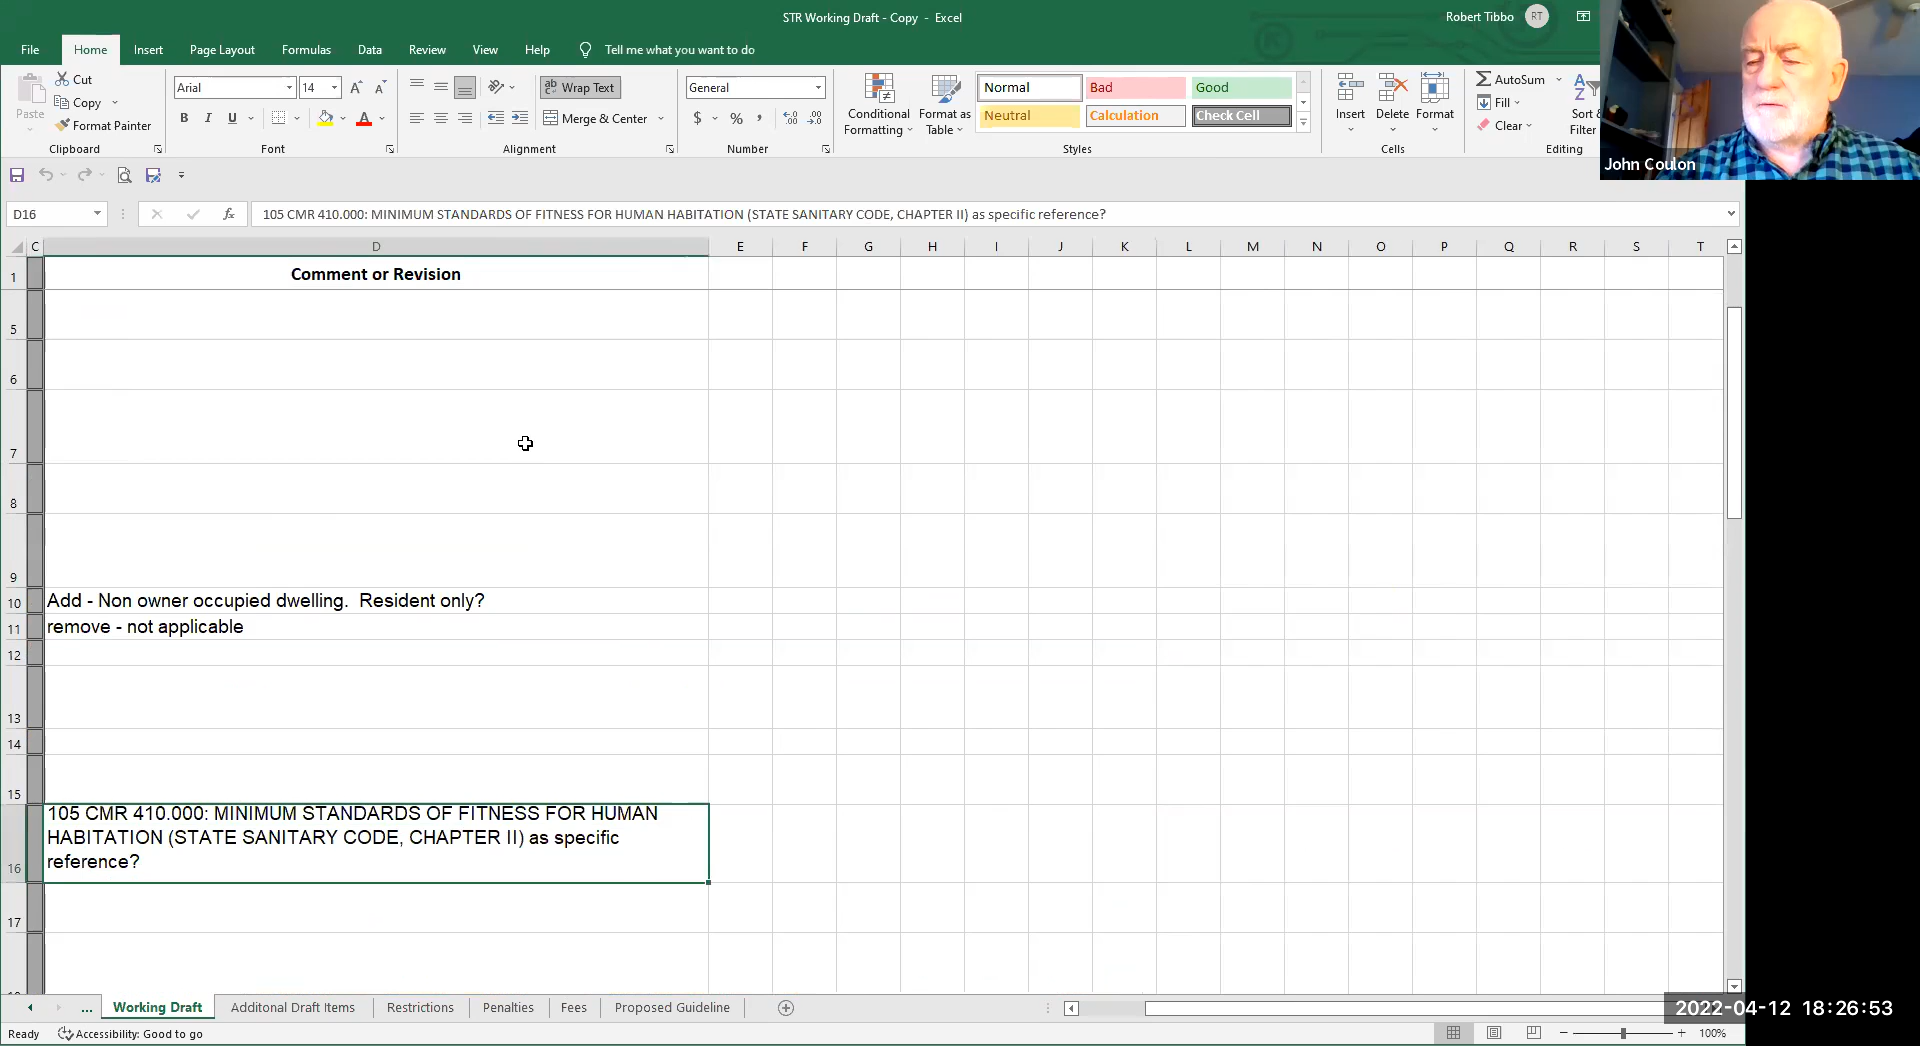 STR Working Draft - Copy - Excel
Robert Tibbo RT
File Home Insert Page Layout Formulas Data Review View Help Tell me what you want to do
Paste
Cut
Copy
Format Painter
Clipboard
Arial 14
B I U
Font
Wrap Text
Merge & Center
Alignment
General
$ % ,
Number
Conditional
Formatting
Format as
Table
Normal Bad Good
Neutral Calculation Check Cell
Styles
Insert Delete Format
Cells
AutoSum
Fill
Clear
Sort &
Filter
Editing
John Coulon
D16 fx 105 CMR 410.000: MINIMUM STANDARDS OF FITNESS FOR HUMAN HABITATION (STATE SANITARY CODE, CHAPTER II) as specific reference?
C D E F G H I J K L M N O P Q R S T
1 Comment or Revision
5
6
7
8
9
10 Add - Non owner occupied dwelling. Resident only?
11 remove - not applicable
12
13
14
15
105 CMR 410.000: MINIMUM STANDARDS OF FITNESS FOR HUMAN
HABITATION (STATE SANITARY CODE, CHAPTER II) as specific
16 reference?
17
... Working Draft Additonal Draft Items Restrictions Penalties Fees Proposed Guideline
2022-04-12 18:26:53
Ready Accessibility: Good to go 100%